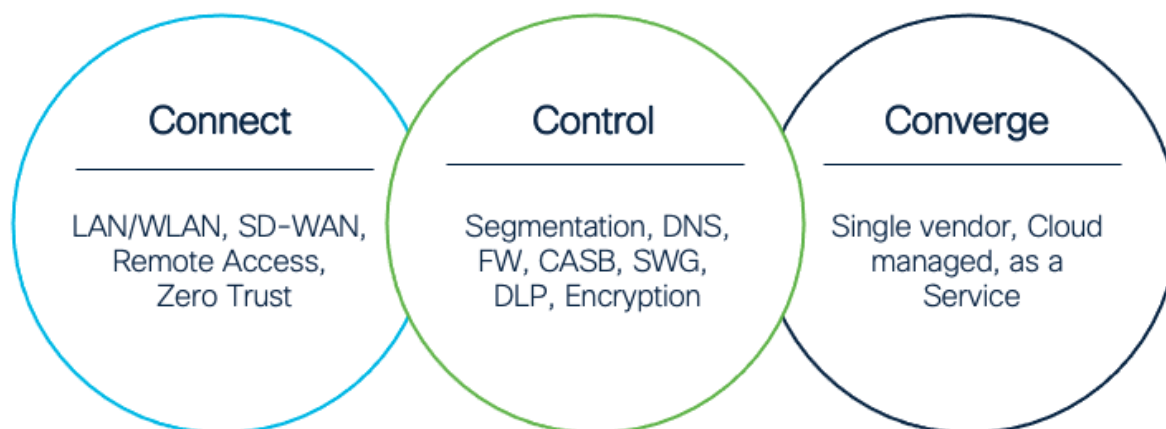 Connect
LAN/WLAN, SD-WAN,
Remote Access,
Zero Trust
Control
Segmentation, DNS,
FW, CASB, SWG,
DLP, Encryption
Converge
Single vendor, Cloud
managed, as a
Service